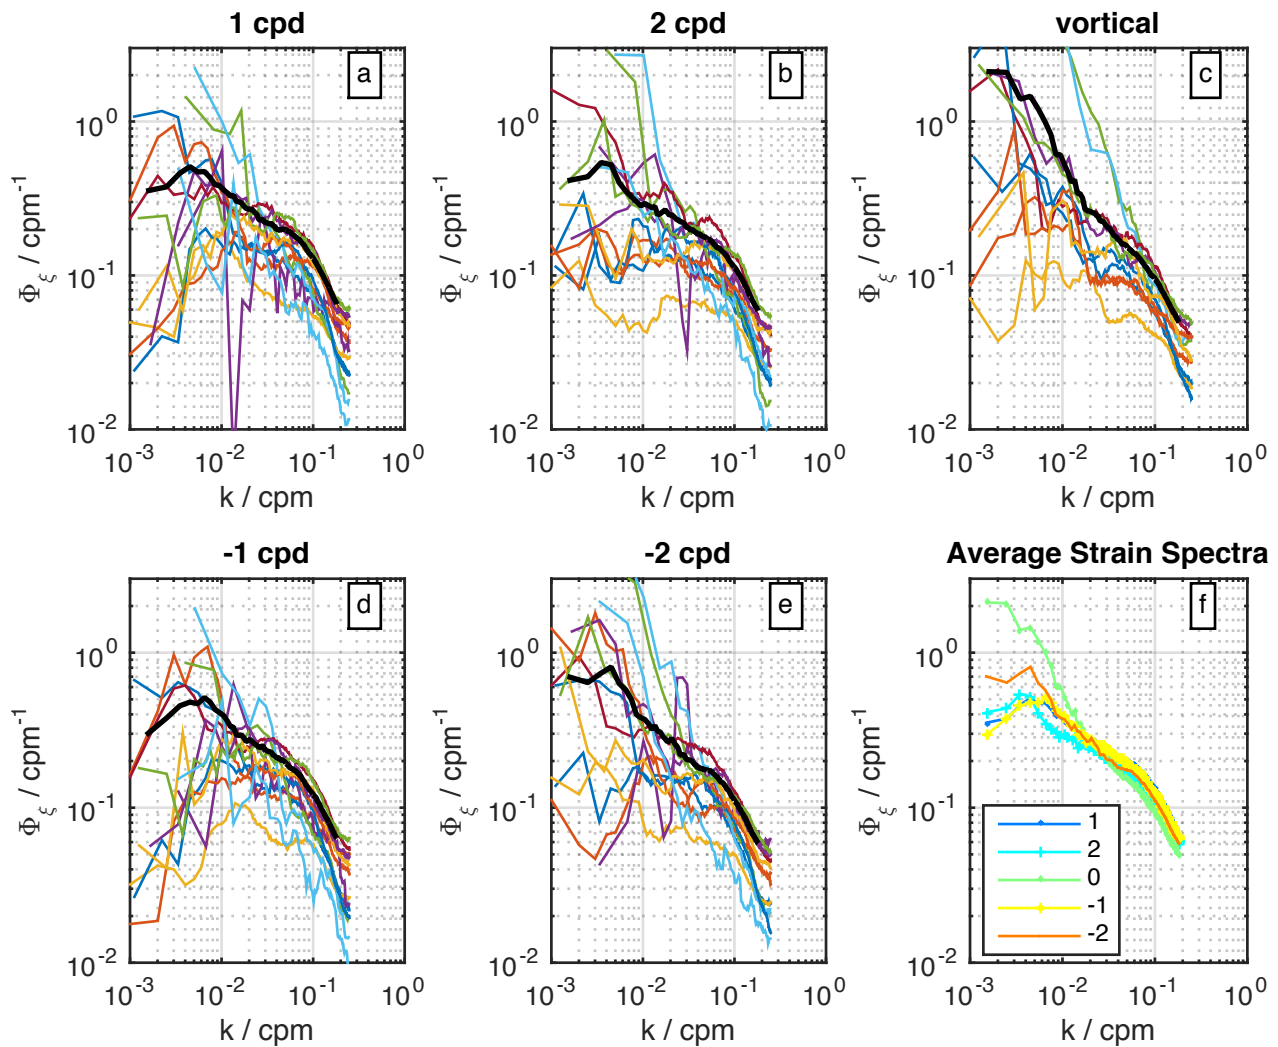 1 cpd
2 cpd
vortical
a
b
c
10^0
10^-1
10^-2
Φ_ξ / cpm^-1
10^-3 10^-2 10^-1 10^0
k / cpm
10^0
10^-1
10^-2
Φ_ξ / cpm^-1
10^-3 10^-2 10^-1 10^0
k / cpm
10^0
10^-1
10^-2
Φ_ξ / cpm^-1
10^-3 10^-2 10^-1 10^0
k / cpm
-1 cpd
-2 cpd
Average Strain Spectra
d
e
f
10^0
10^-1
10^-2
Φ_ξ / cpm^-1
10^-3 10^-2 10^-1 10^0
k / cpm
10^0
10^-1
10^-2
Φ_ξ / cpm^-1
10^-3 10^-2 10^-1 10^0
k / cpm
10^0
10^-1
10^-2
Φ_ξ / cpm^-1
1
2
0
-1
-2
10^-3 10^-2 10^-1 10^0
k / cpm